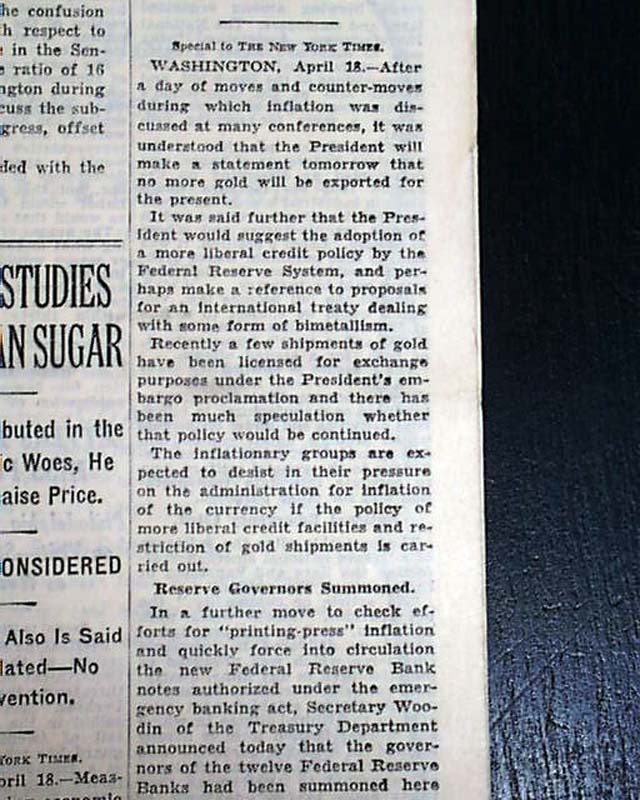 he confusion
h respect to
e in the Sen-
e ratio of 16
ngton during
cuss the sub-
gress, offset
ded with the
STUDIES
AN SUGAR
buted in the
c Woes, He
aise Price.
ONSIDERED
Also Is Said
lated—No
vention.
YORK TIMES.
pril 18.—Meas-
Special to THE NEW YORK TIMES.
WASHINGTON, April 18.—After
a day of moves and counter-moves
during which inflation was dis-
cussed at many conferences, it was
understood that the President will
make a statement tomorrow that
no more gold will be exported for
the present.
It was said further that the Pres-
ident would suggest the adoption of
a more liberal credit policy by the
Federal Reserve System, and per-
haps make a reference to proposals
for an international treaty dealing
with some form of bimetallism.
Recently a few shipments of gold
have been licensed for exchange
purposes under the President's em-
bargo proclamation and there has
been much speculation whether
that policy would be continued.
The inflationary groups are ex-
pected to desist in their pressure
on the administration for inflation
of the currency if the policy of
more liberal credit facilities and re-
striction of gold shipments is car-
ried out.
Reserve Governors Summoned.
In a further move to check ef-
forts for "printing-press" inflation
and quickly force into circulation
the new Federal Reserve Bank
notes authorized under the emer-
gency banking act, Secretary Woo-
din of the Treasury Department
announced today that the gover-
nors of the twelve Federal Reserve
Banks had been summoned here